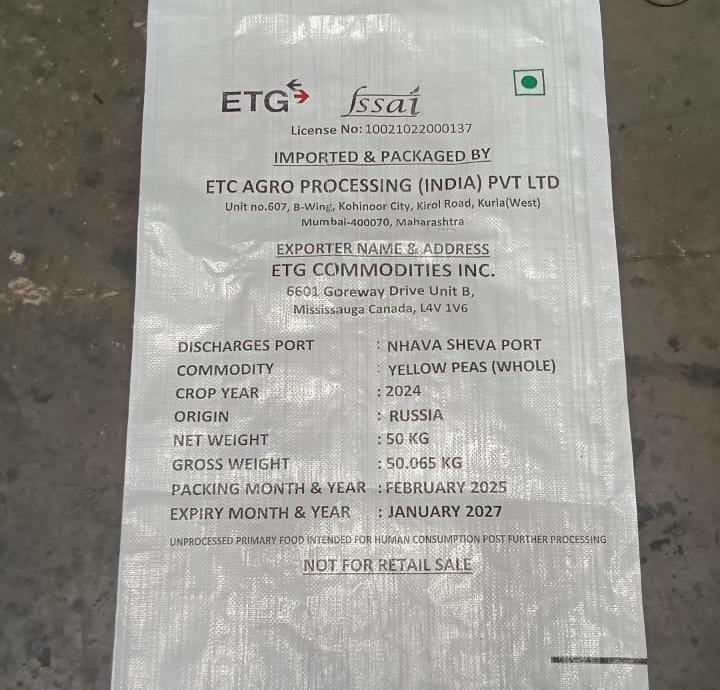 ETG fssai
License No: 10021022000137
IMPORTED & PACKAGED BY
ETC AGRO PROCESSING (INDIA) PVT LTD
Unit no.607, B-Wing, Kohinoor City, Kirol Road, Kurla(West)
Mumbai-400070, Maharashtra
EXPORTER NAME & ADDRESS
ETG COMMODITIES INC.
6601 Goreway Drive Unit B,
Mississauga Canada, L4V 1V6
DISCHARGES PORT : NHAVA SHEVA PORT
COMMODITY : YELLOW PEAS (WHOLE)
CROP YEAR : 2024
ORIGIN : RUSSIA
NET WEIGHT : 50 KG
GROSS WEIGHT : 50.065 KG
PACKING MONTH & YEAR : FEBRUARY 2025
EXPIRY MONTH & YEAR : JANUARY 2027
UNPROCESSED PRIMARY FOOD INTENDED FOR HUMAN CONSUMPTION POST FURTHER PROCESSING
NOT FOR RETAIL SALE